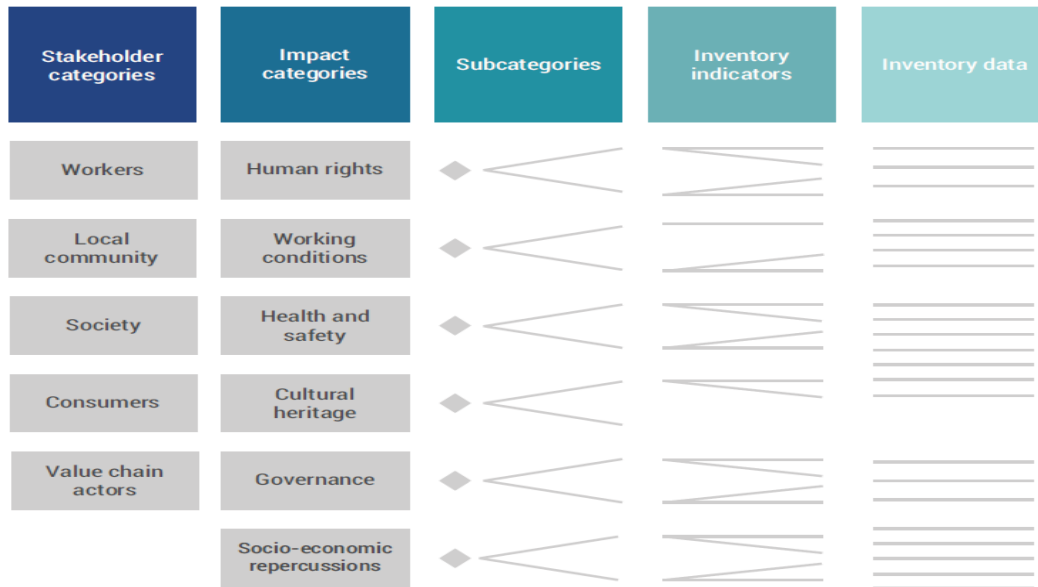 Stakeholder
categories
Impact
categories
Subcategories
Inventory
indicators
Inventory data
Workers
Human rights
Local
community
Working
conditions
Society
Health and
safety
Consumers
Cultural
heritage
Value chain
actors
Governance
Socio-economic
repercussions